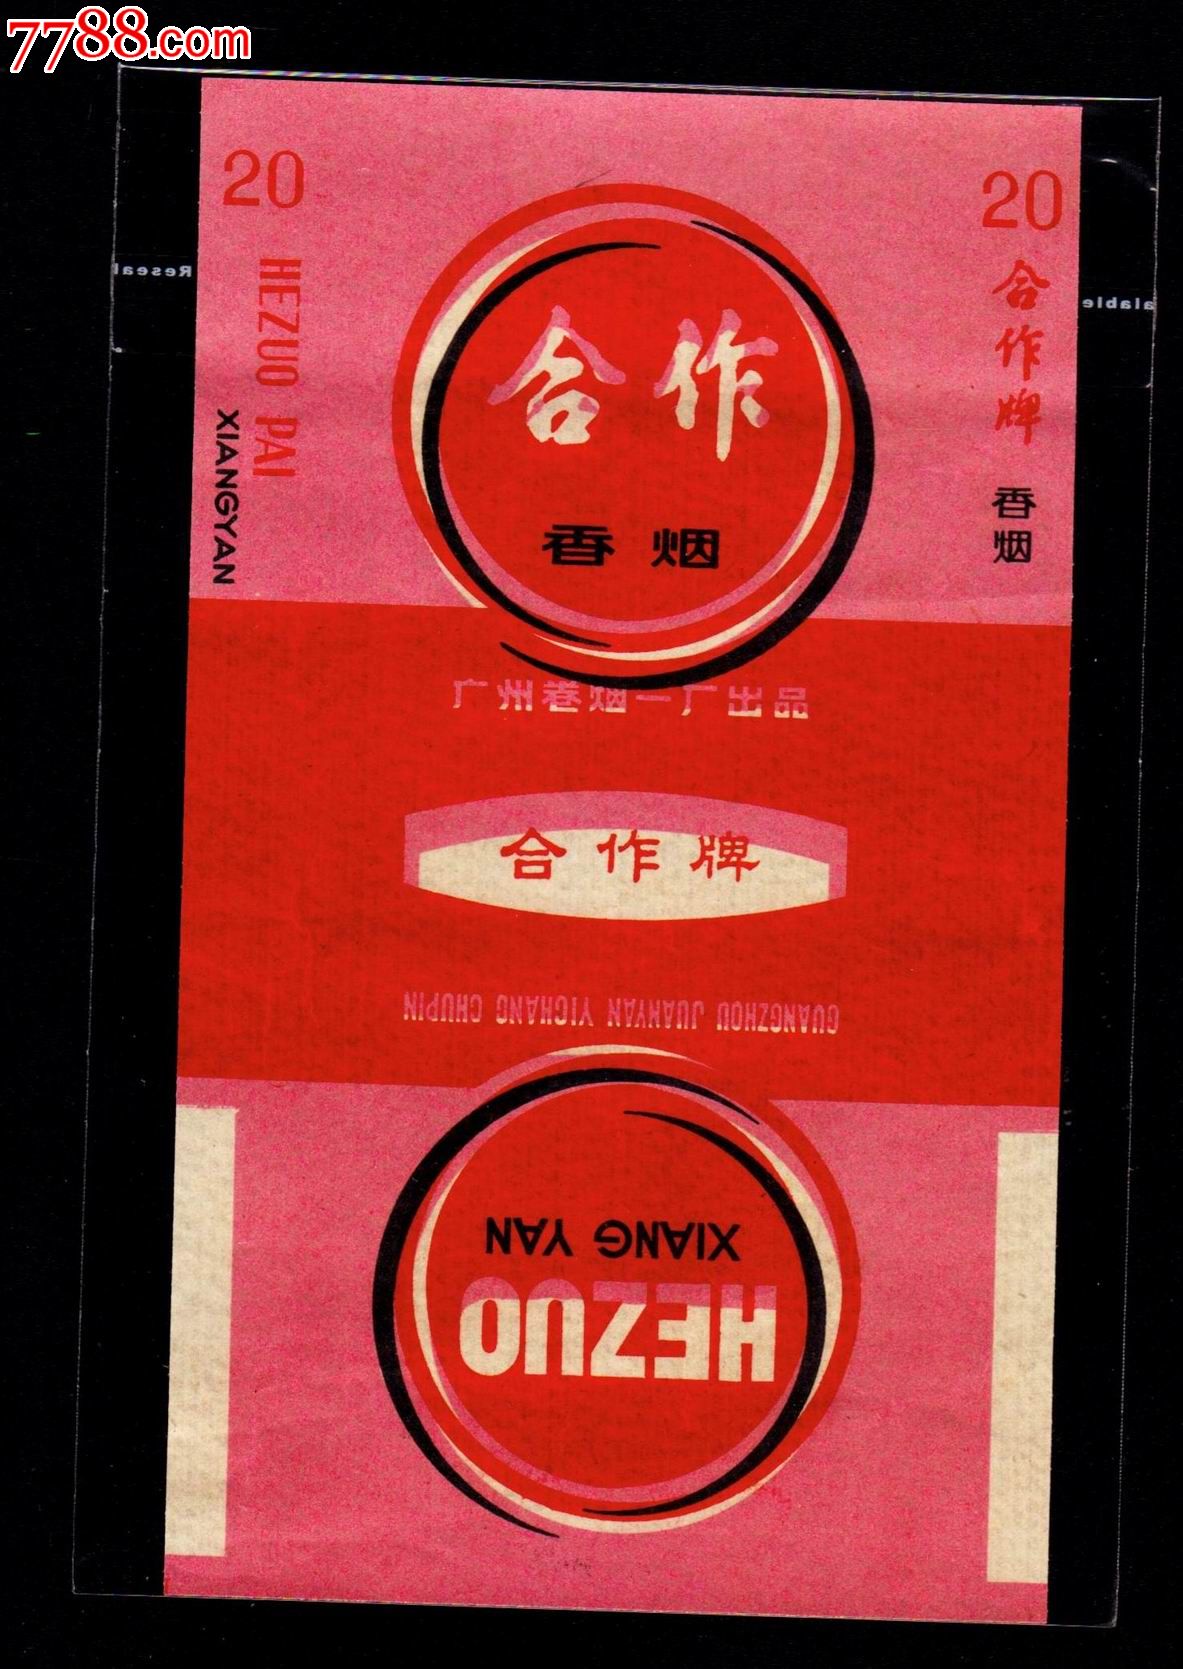 7788.com
20
HEZUO PAI
XIANGYAN
合作
香烟
20
合作牌
香烟
Reseal
alable
广州卷烟一厂出品
合作牌
GUANGZHOU JUANYAN YICHANG CHUPIN
XIANG YAN
HEZUO